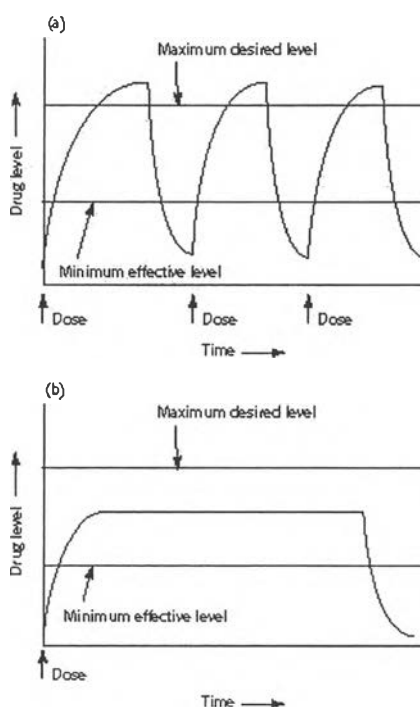 (a)
Maximum desired level
Drug level
Minimum effective level
Dose
Dose
Dose
Time
(b)
Maximum desired level
Drug level
Minimum effective level
Dose
Time